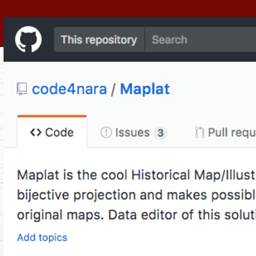 This repository Search
code4nara / Maplat
<> Code Issues 3 Pull requ
Maplat is the cool Historical Map/Illust
bijective projection and makes possibl
original maps. Data editor of this solut
Add topics